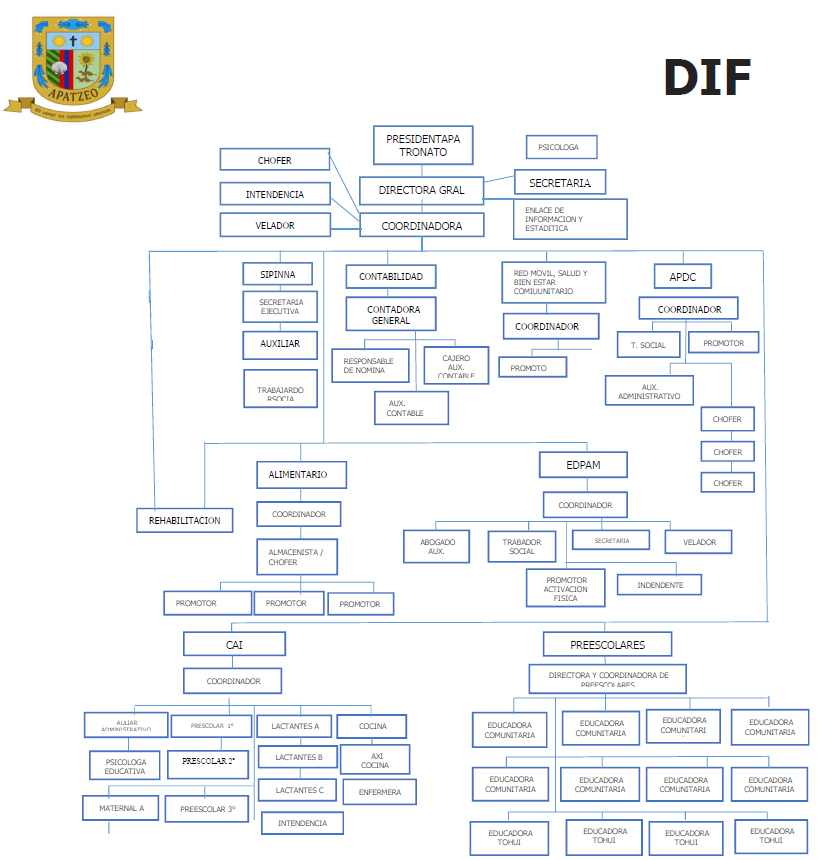 APATZEO
DIF
PRESIDENTAPA
TRONATO
PSICOLOGA
CHOFER
DIRECTORA GRAL
SECRETARIA
INTENDENCIA
ENLACE DE
INFORMACION Y
ESTADITICA
VELADOR
COORDINADORA
SIPINNA
SECRETARIA
EJECUTIVA
AUXILIAR
TRABAJARDO
RSOCIA
CONTABILIDAD
CONTADORA
GENERAL
RESPONSABLE
DE NOMINA
CAJERO
AUX.
CONTABLE
AUX.
CONTABLE
RED MOVIL, SALUD Y
BIEN ESTAR
COMIUUNITARIO
COORDINADOR
PROMOTO
APDC
COORDINADOR
T. SOCIAL
PROMOTOR
AUX.
ADMINISTRATIVO
CHOFER
CHOFER
CHOFER
REHABILITACION
ALIMENTARIO
COORDINADOR
ALMACENISTA /
CHOFER
PROMOTOR
PROMOTOR
PROMOTOR
EDPAM
COORDINADOR
ABOGADO
AUX.
TRABADOR
SOCIAL
SECRETARIA
VELADOR
PROMOTOR
ACTIVACION
FISICA
INDENDENTE
CAI
COORDINADOR
AULIAR
ADMINISTRATIVO
PRESCOLAR 1°
LACTANTES A
COCINA
PSICOLOGA
EDUCATIVA
PRESCOLAR 2°
LACTANTES B
AXI
COCINA
MATERNAL A
PREESCOLAR 3°
LACTANTES C
ENFERMERA
INTENDENCIA
PREESCOLARES
DIRECTORA Y COORDINADORA DE
PREESCOLARES
EDUCADORA
COMUNITARIA
EDUCADORA
COMUNITARIA
EDUCADORA
COMUNITARI
EDUCADORA
COMUNITARIA
EDUCADORA
COMUNITARIA
EDUCADORA
COMUNITARIA
EDUCADORA
COMUNITARIA
EDUCADORA
COMUNITARIA
EDUCADORA
TOHUI
EDUCADORA
TOHUI
EDUCADORA
TOHUI
EDUCADORA
TOHUI